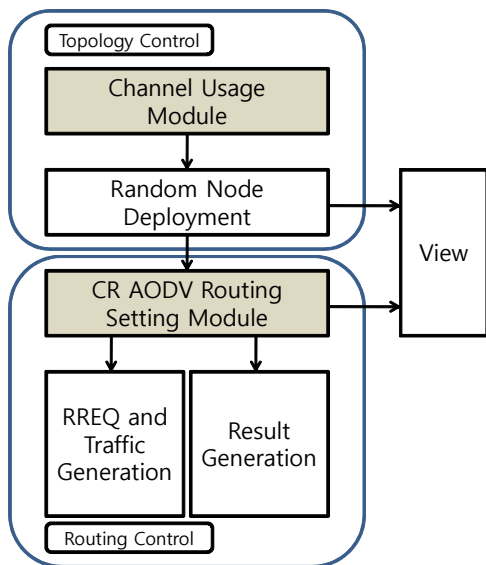 Topology Control
Channel Usage
Module
Random Node
Deployment
View
CR AODV Routing
Setting Module
RREQ and
Traffic
Generation
Result
Generation
Routing Control